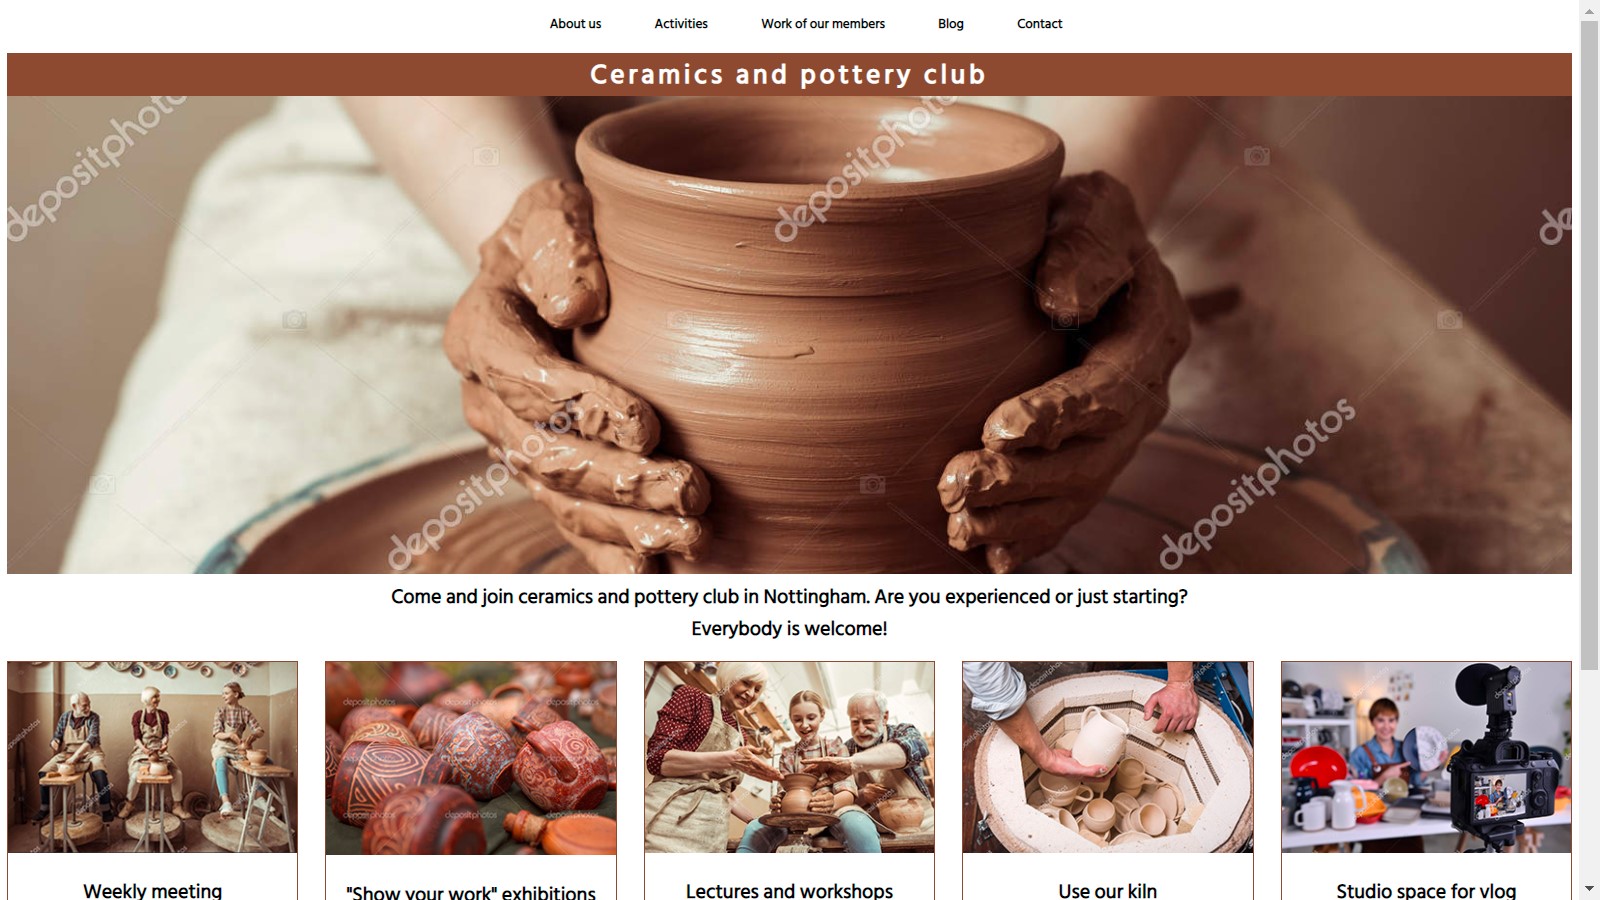 About us Activities Work of our members Blog Contact
Ceramics and pottery club
depositphotos depositphotos
depositphotos depositphotos
Come and join ceramics and pottery club in Nottingham. Are you experienced or just starting?
Everybody is welcome!
Weekly meeting "Show your work" exhibitions Lectures and workshops Use our kiln Studio space for vlog